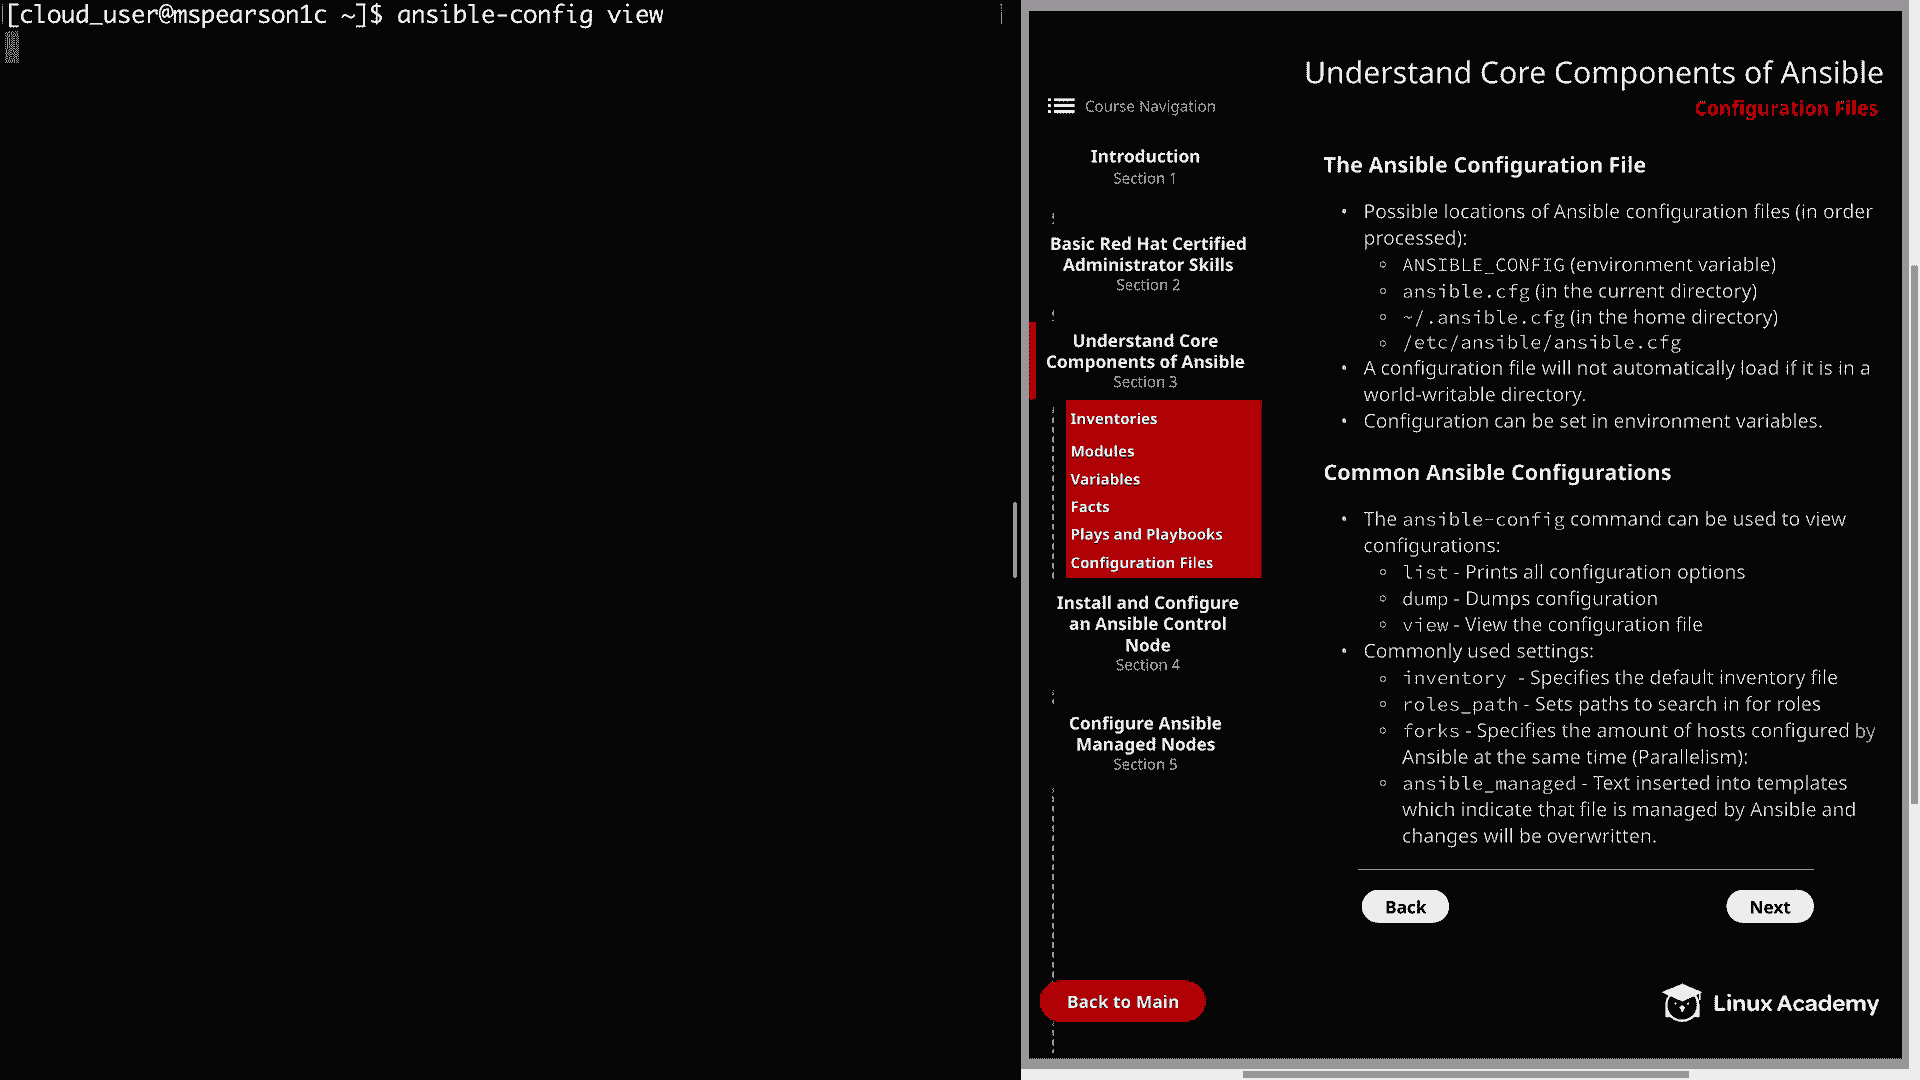 [cloud_user@mspearson1c ~]$ ansible-config view
Understand Core Components of Ansible
Configuration Files
Course Navigation
Introduction
Section 1
Basic Red Hat Certified
Administrator Skills
Section 2
Understand Core
Components of Ansible
Section 3
Inventories
Modules
Variables
Facts
Plays and Playbooks
Configuration Files
Install and Configure
an Ansible Control
Node
Section 4
Configure Ansible
Managed Nodes
Section 5
Back to Main
The Ansible Configuration File
• Possible locations of Ansible configuration files (in order
processed):
◦ ANSIBLE_CONFIG (environment variable)
◦ ansible.cfg (in the current directory)
◦ ~/.ansible.cfg (in the home directory)
◦ /etc/ansible/ansible.cfg
• A configuration file will not automatically load if it is in a
world-writable directory.
• Configuration can be set in environment variables.
Common Ansible Configurations
• The ansible-config command can be used to view
configurations:
◦ list - Prints all configuration options
◦ dump - Dumps configuration
◦ view - View the configuration file
• Commonly used settings:
◦ inventory - Specifies the default inventory file
◦ roles_path - Sets paths to search in for roles
◦ forks - Specifies the amount of hosts configured by
Ansible at the same time (Parallelism):
◦ ansible_managed - Text inserted into templates
which indicate that file is managed by Ansible and
changes will be overwritten.
Back
Next
Linux Academy